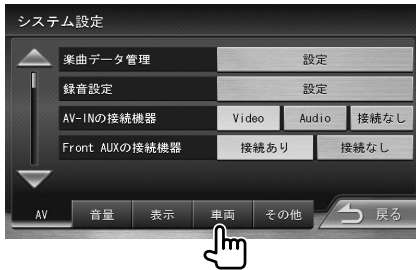 システム設定
楽曲データ管理 設定
録音設定 設定
AV-INの接続機器 Video Audio 接続なし
Front AUXの接続機器 接続あり 接続なし
AV 音量 表示 車両 その他 戻る